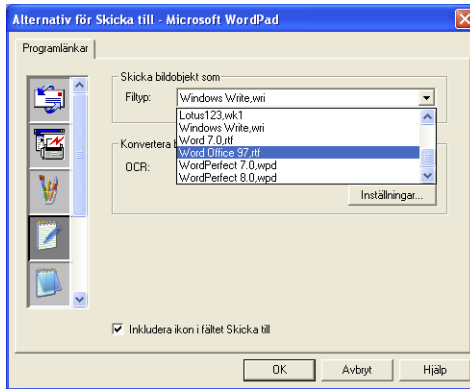 Alternativ för Skicka till - Microsoft WordPad
Programlänkar
Skicka bildobjekt som
Filtyp:
Windows Write,wri
Lotus123,wk1
Windows Write,wri
Word 7.0,rtf
Word Office 97,rtf
WordPerfect 7.0,wpd
WordPerfect 8.0,wpd
Konvertera
OCR:
Inställningar...
Inkludera ikon i fältet Skicka till
OK
Avbryt
Hjälp